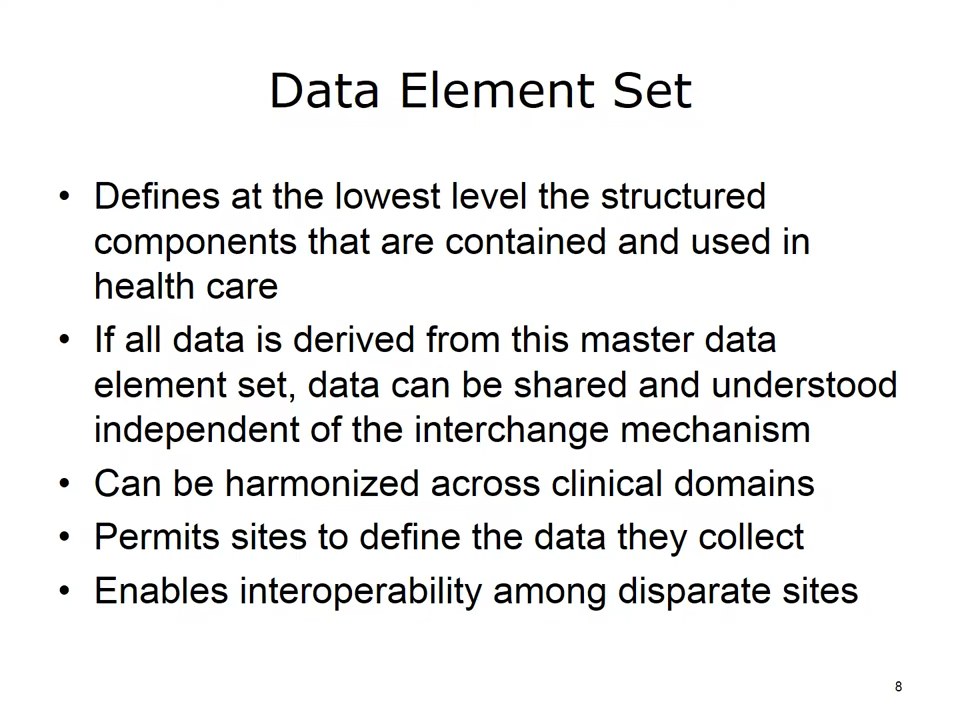 Data Element Set
• Defines at the lowest level the structured
components that are contained and used in
health care
• If all data is derived from this master data
element set, data can be shared and understood
independent of the interchange mechanism
• Can be harmonized across clinical domains
• Permits sites to define the data they collect
• Enables interoperability among disparate sites
8